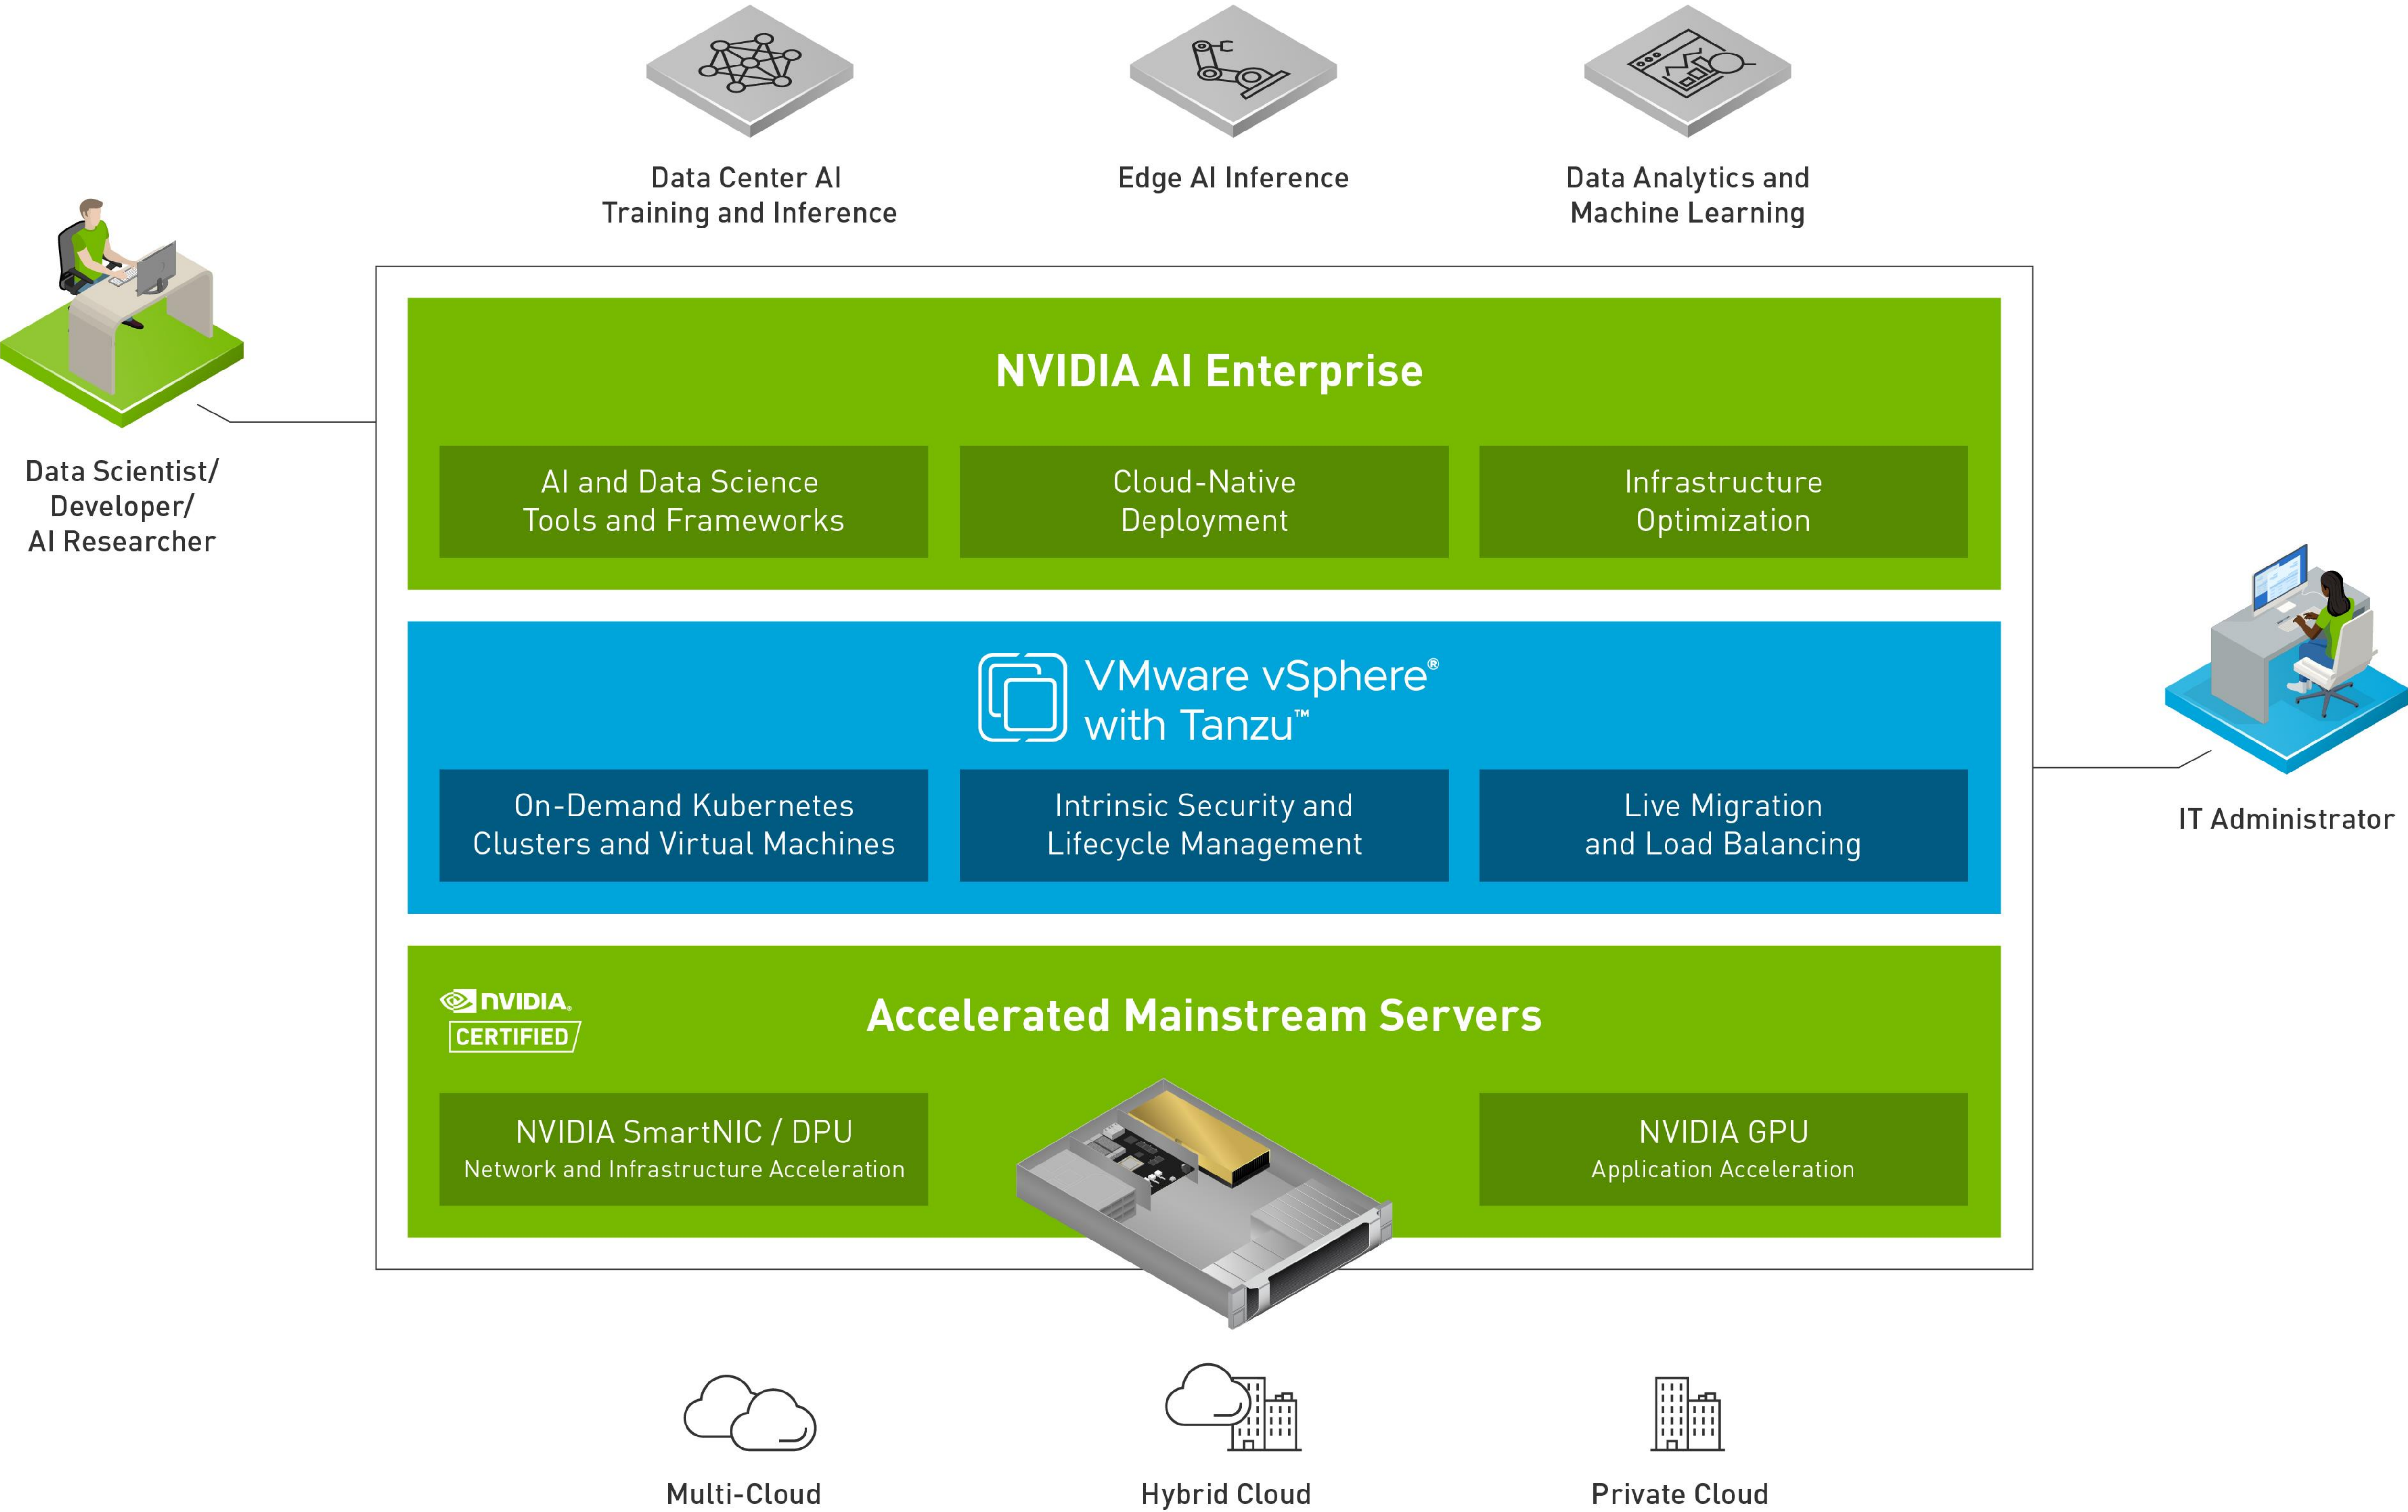 Data Center AI
Training and Inference
Edge AI Inference
Data Analytics and
Machine Learning
Data Scientist/
Developer/
AI Researcher
NVIDIA AI Enterprise
AI and Data Science
Tools and Frameworks
Cloud-Native
Deployment
Infrastructure
Optimization
VMware vSphere®
with Tanzu™
On-Demand Kubernetes
Clusters and Virtual Machines
Intrinsic Security and
Lifecycle Management
Live Migration
and Load Balancing
IT Administrator
NVIDIA.
CERTIFIED
Accelerated Mainstream Servers
NVIDIA SmartNIC / DPU
Network and Infrastructure Acceleration
NVIDIA GPU
Application Acceleration
Multi-Cloud
Hybrid Cloud
Private Cloud